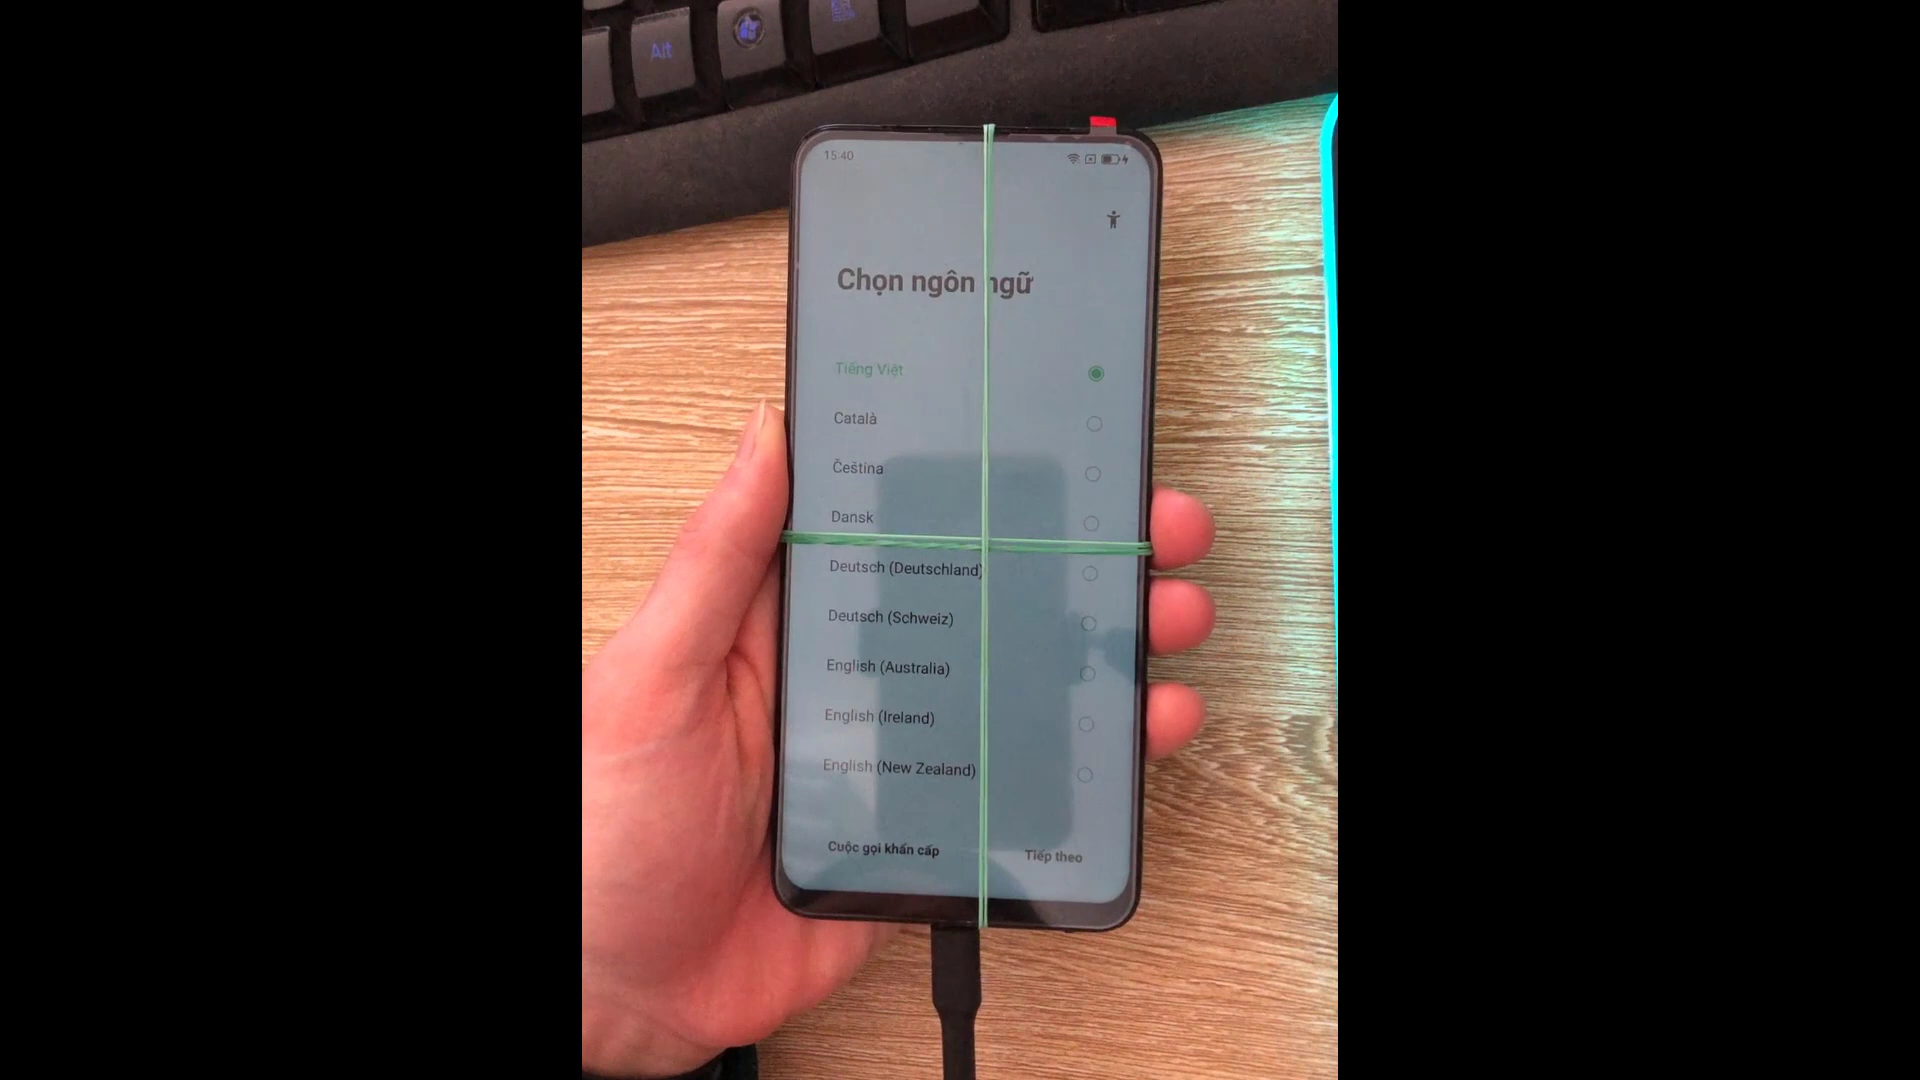 Alt
15:40
Chọn ngôn ngữ
Tiếng Việt
Català
Čeština
Dansk
Deutsch (Deutschland)
Deutsch (Schweiz)
English (Australia)
English (Ireland)
English (New Zealand)
Cuộc gọi khẩn cấp
Tiếp theo